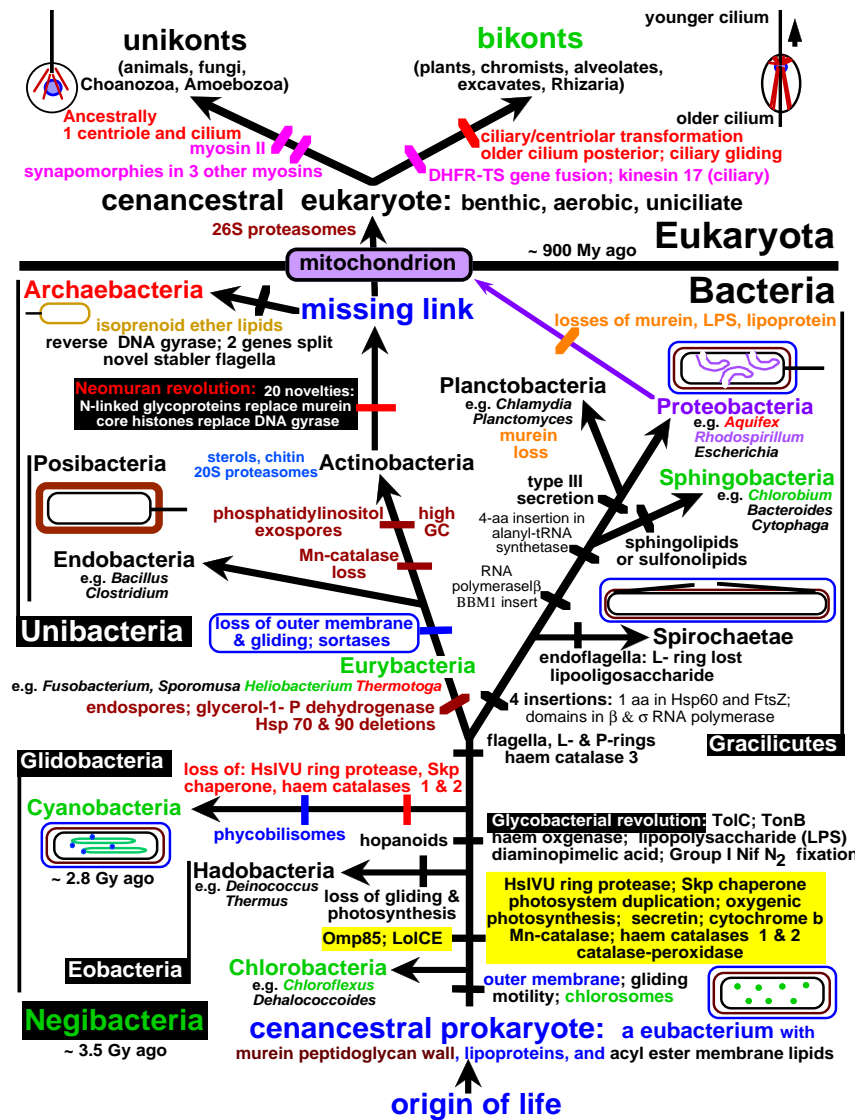 younger cilium
unikonts
bikonts
(animals, fungi,
Choanozoa, Amoebozoa)
(plants, chromists, alveolates,
excavates, Rhizaria)
older cilium
Ancestrally
1 centriole and cilium
myosin II
synapomorphies in 3 other myosins
ciliary/centriolar transformation
older cilium posterior; ciliary gliding
DHFR-TS gene fusion; kinesin 17 (ciliary)
cenancestral eukaryote: benthic, aerobic, uniciliate
26S proteasomes
~ 900 My ago
Eukaryota
mitochondrion
Bacteria
Archaebacteria
missing link
isoprenoid ether lipids
reverse DNA gyrase; 2 genes split
novel stabler flagella
losses of murein, LPS, lipoprotein
Neomuran revolution: 20 novelties:
N-linked glycoproteins replace murein
core histones replace DNA gyrase
Planctobacteria
e.g. Chlamydia
Planctomyces
murein
loss
Proteobacteria
e.g. Aquifex
Rhodospirillum
Escherichia
Posibacteria
sterols, chitin
20S proteasomes
Actinobacteria
type III
secretion
Sphingobacteria
e.g. Chlorobium
Bacteroides
Cytophaga
phosphatidylinositol
exospores
high
GC
4-aa insertion in
alanyl-tRNA
synthetase
sphingolipids
or sulfonolipids
Endobacteria
e.g. Bacillus
Clostridium
Mn-catalase
loss
RNA
polymeraseβ
BBM1 insert
Unibacteria
loss of outer membrane
& gliding; sortases
Spirochaetae
endoflagella: L- ring lost
lipooligosaccharide
Eurybacteria
e.g. Fusobacterium, Sporomusa Heliobacterium Thermotoga
endospores; glycerol-1- P dehydrogenase
Hsp 70 & 90 deletions
4 insertions: 1 aa in Hsp60 and FtsZ;
domains in β & σ RNA polymerase
Gracilicutes
flagella, L- & P-rings
haem catalase 3
Glidobacteria
loss of: HsIVU ring protease, Skp
chaperone, haem catalases 1 & 2
Cyanobacteria
phycobilisomes
~ 2.8 Gy ago
hopanoids
Glycobacterial revolution: TolC; TonB
haem oxgenase; lipopolysaccharide (LPS)
diaminopimelic acid; Group I Nif N2 fixation
Hadobacteria
e.g. Deinococcus
Thermus
loss of gliding &
photosynthesis
HsIVU ring protease; Skp chaperone
photosystem duplication; oxygenic
photosynthesis; secretin; cytochrome b
Mn-catalase; haem catalases 1 & 2
catalase-peroxidase
Omp85; LolCE
Eobacteria
Chlorobacteria
e.g. Chloroflexus
Dehalococcoides
outer membrane; gliding
motility; chlorosomes
Negibacteria
~ 3.5 Gy ago
cenancestral prokaryote: a eubacterium with
murein peptidoglycan wall, lipoproteins, and acyl ester membrane lipids
origin of life